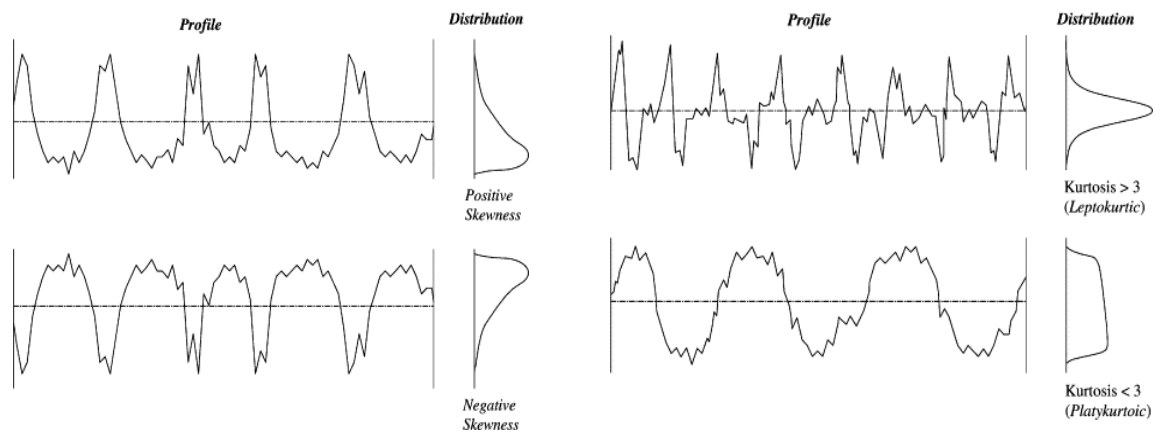 Profile
Distribution
Positive
Skewness
Negative
Skewness
Profile
Distribution
Kurtosis > 3
(Leptokurtic)
Kurtosis < 3
(Platykurtoic)